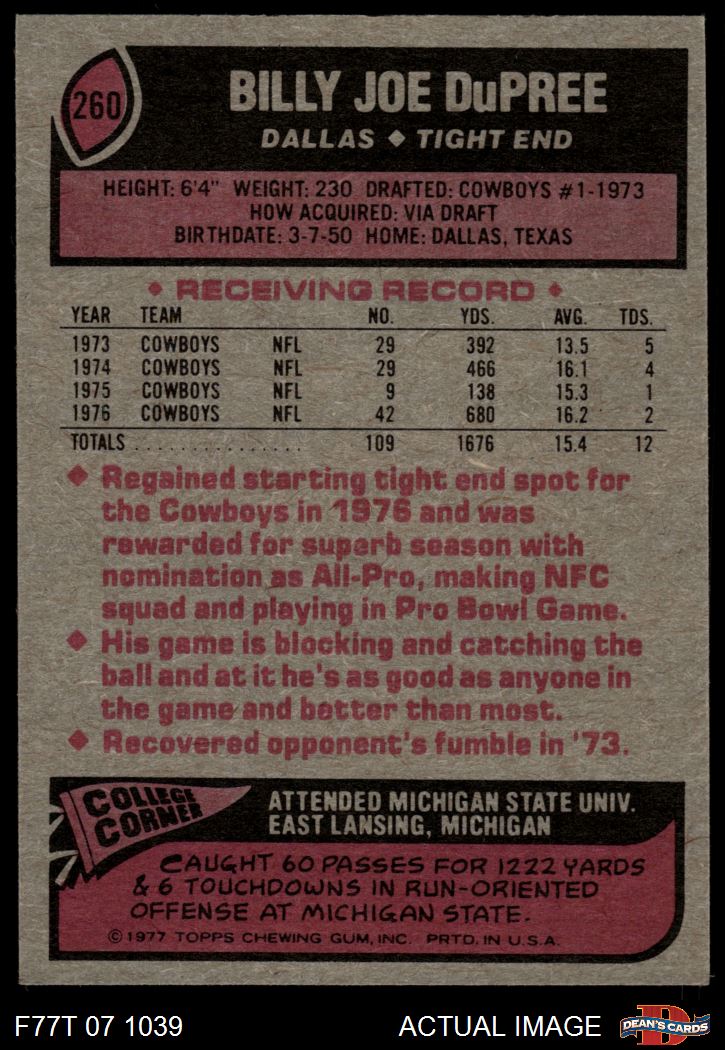 260
BILLY JOE DuPREE
DALLAS ◆ TIGHT END
HEIGHT: 6'4" WEIGHT: 230 DRAFTED: COWBOYS #1-1973
HOW ACQUIRED: VIA DRAFT
BIRTHDATE: 3-7-50 HOME: DALLAS, TEXAS
◆ RECEIVING RECORD ◆
YEAR TEAM NO. YDS. AVG. TDS.
1973 COWBOYS NFL 29 392 13.5 5
1974 COWBOYS NFL 29 466 16.1 4
1975 COWBOYS NFL 9 138 15.3 1
1976 COWBOYS NFL 42 680 16.2 2
TOTALS . . . . . . . . . . . . . . . 109 1676 15.4 12
◆ Regained starting tight end spot for
the Cowboys in 1976 and was
rewarded for superb season with
nomination as All-Pro, making NFC
squad and playing in Pro Bowl Game.
◆ His game is blocking and catching the
ball and at it he's as good as anyone in
the game and better than most.
◆ Recovered opponent's fumble in '73.
COLLEGE
CORNER
ATTENDED MICHIGAN STATE UNIV.
EAST LANSING, MICHIGAN
CAUGHT 60 PASSES FOR 1222 YARDS
& 6 TOUCHDOWNS IN RUN-ORIENTED
OFFENSE AT MICHIGAN STATE.
© 1977 TOPPS CHEWING GUM, INC. PRTD. IN U.S.A.
F77T 07 1039 ACTUAL IMAGE
D
DEAN'S CARDS